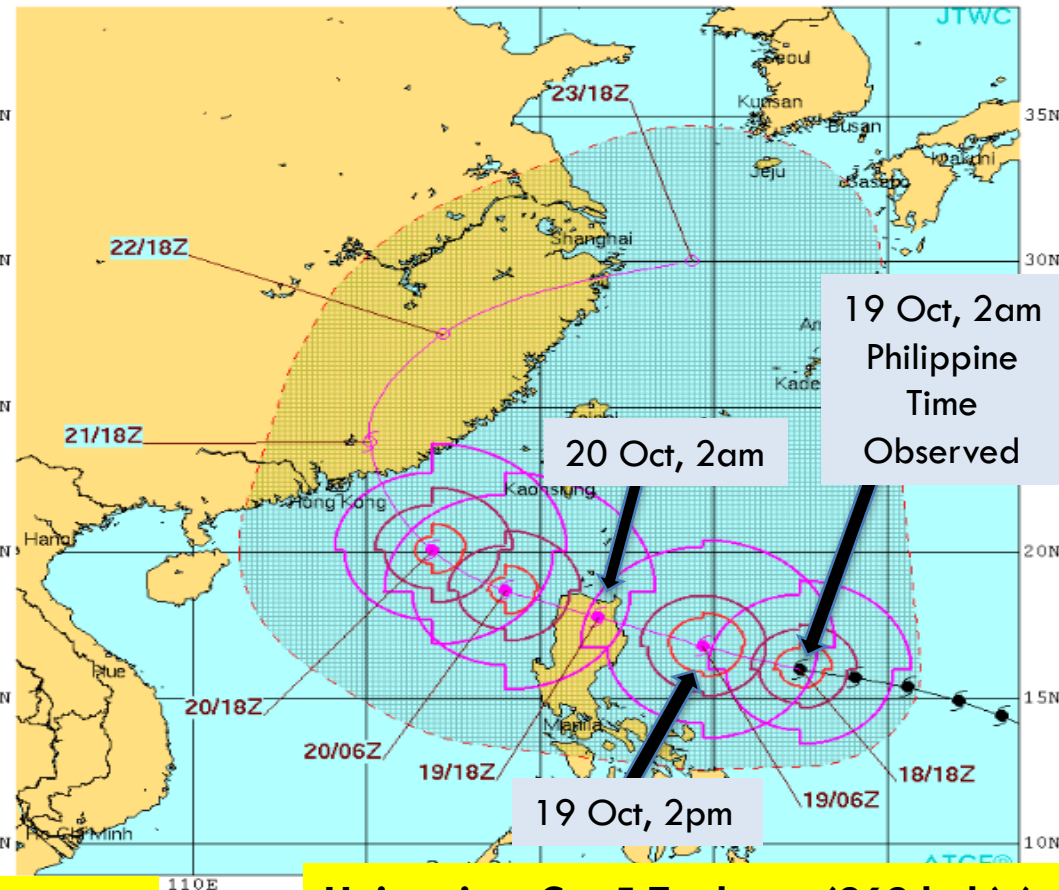 JTWC
Seoul
23/18Z
Kunsan
Busan
35N
Jeju
Sasebo
22/18Z
Shanghai
30N
19 Oct, 2am
Philippine
Time
Observed
21/18Z
20 Oct, 2am
Kaohsiung
Hong Kong
Hanoi
20N
Hue
15N
20/18Z
Manila
20/06Z
19/18Z
18/18Z
19/06Z
19 Oct, 2pm
Ho Chi Minh
10N
110E